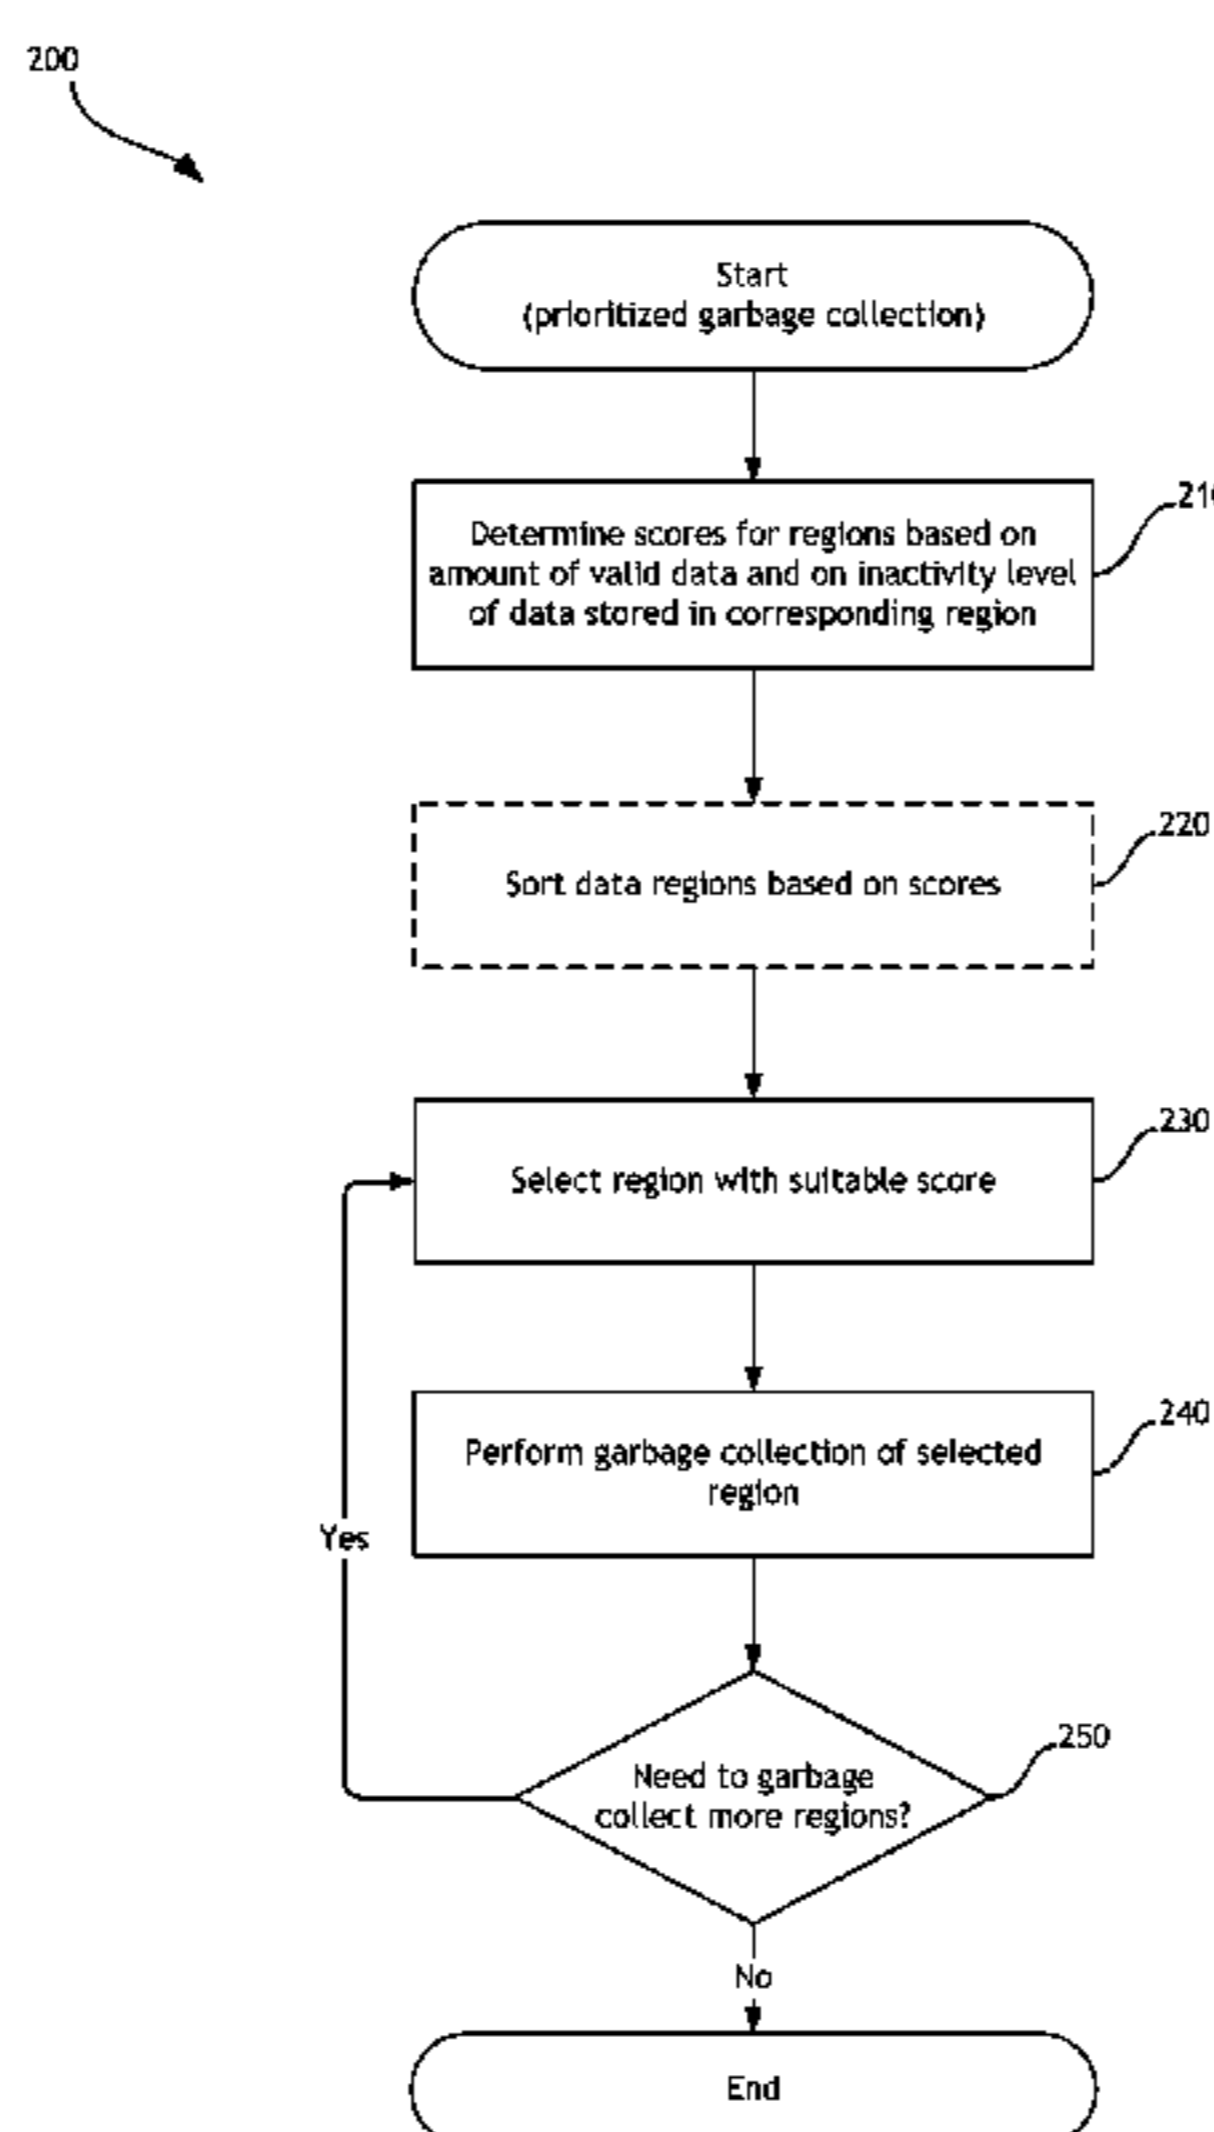 200
Start
(prioritized garbage collection)
210
Determine scores for regions based on
amount of valid data and on inactivity level
of data stored in corresponding region
220
Sort data regions based on scores
230
Select region with suitable score
240
Perform garbage collection of selected
region
Yes
250
Need to garbage
collect more regions?
No
End